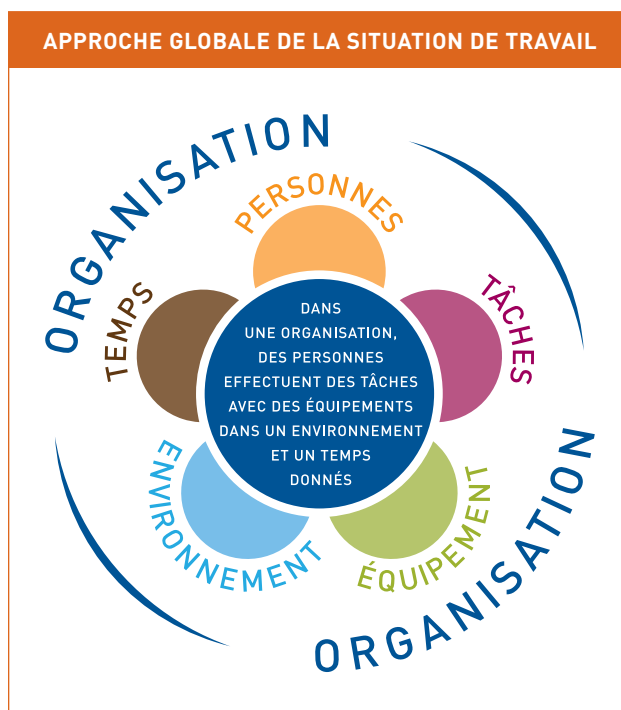 APPROCHE GLOBALE DE LA SITUATION DE TRAVAIL
ORGANISATION
PERSONNES
TÂCHES
TEMPS
DANS
UNE ORGANISATION,
DES PERSONNES
EFFECTUENT DES TÂCHES
AVEC DES ÉQUIPEMENTS
DANS UN ENVIRONNEMENT
ET UN TEMPS
DONNÉS
ENVIRONNEMENT
ÉQUIPEMENT
ORGANISATION